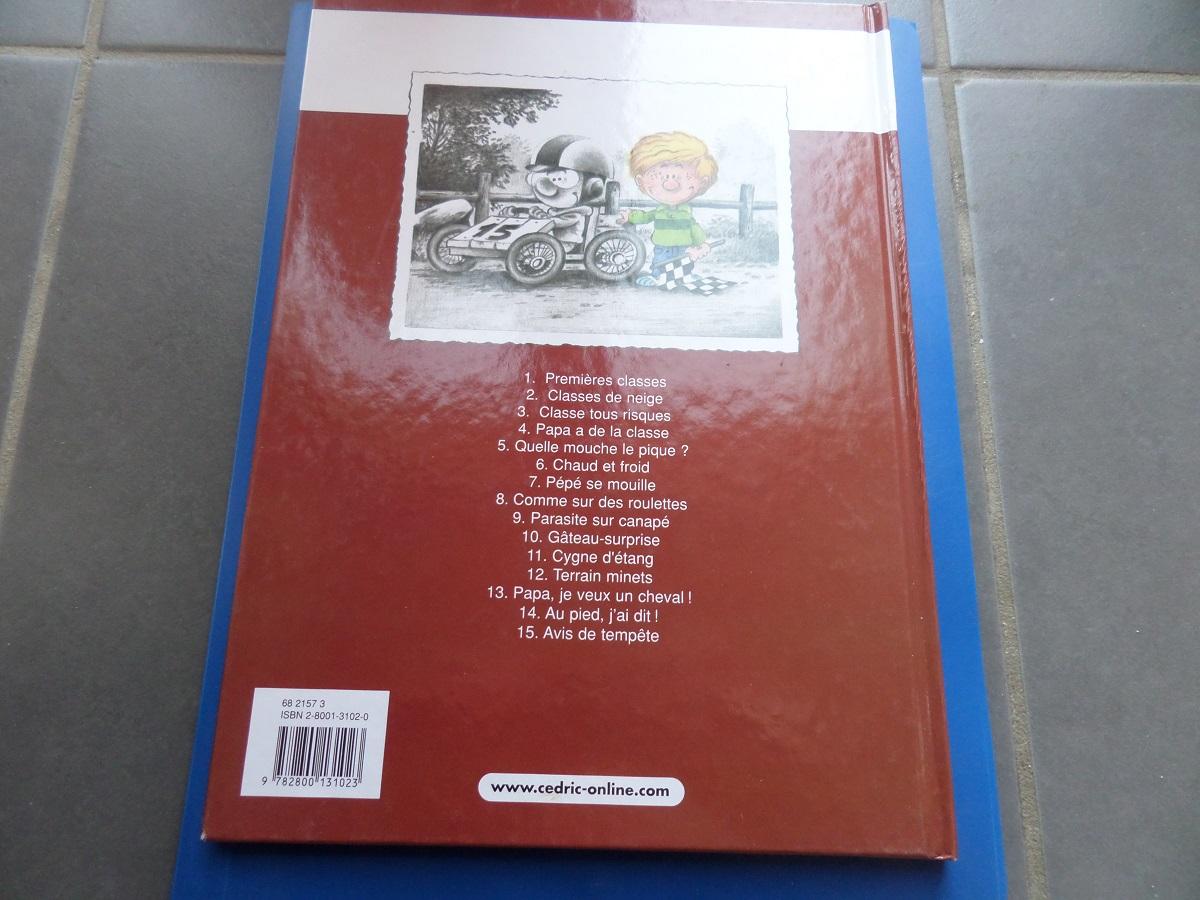 15
1. Premières classes
2. Classes de neige
3. Classe tous risques
4. Papa a de la classe
5. Quelle mouche le pique ?
6. Chaud et froid
7. Pépé se mouille
8. Comme sur des roulettes
9. Parasite sur canapé
10. Gâteau-surprise
11. Cygne d'étang
12. Terrain minets
13. Papa, je veux un cheval !
14. Au pied, j'ai dit !
15. Avis de tempête
68 2157 3
ISBN 2-8001-3102-0
9 782800 131023
www.cedric-online.com